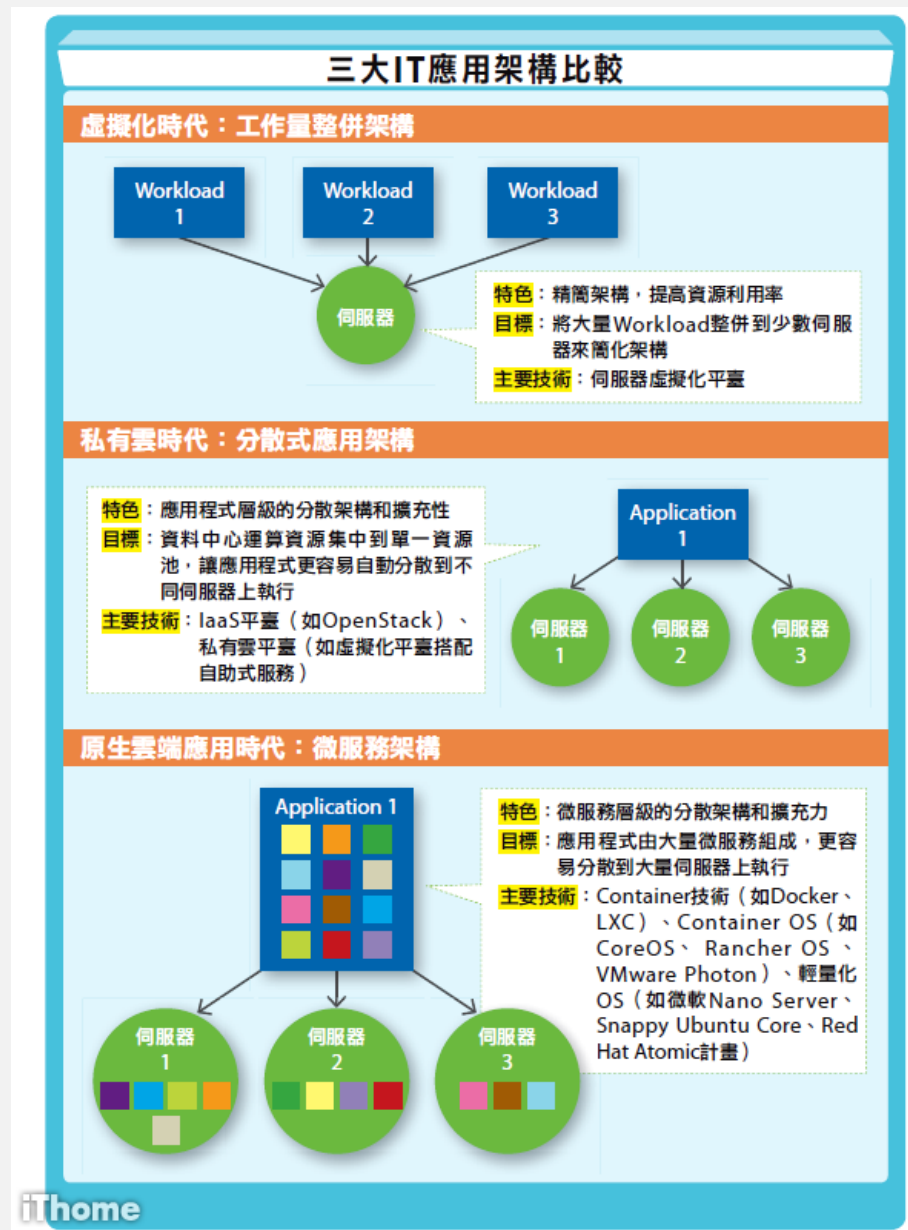 三大IT應用架構比較
虛擬化時代：工作量整併架構
Workload
1
Workload
2
Workload
3
伺服器
特色：精簡架構，提高資源利用率
目標：將大量Workload整併到少數伺服
器來簡化架構
主要技術：伺服器虛擬化平臺
私有雲時代：分散式應用架構
特色：應用程式層級的分散架構和擴充性
目標：資料中心運算資源集中到單一資源
池，讓應用程式更容易自動分散到不
同伺服器上執行
主要技術：IaaS平臺（如OpenStack）、
私有雲平臺（如虛擬化平臺搭配
自助式服務）
Application
1
伺服器
1
伺服器
2
伺服器
3
原生雲端應用時代：微服務架構
Application 1
特色：微服務層級的分散架構和擴充力
目標：應用程式由大量微服務組成，更容
易分散到大量伺服器上執行
主要技術：Container技術（如Docker、
LXC）、Container OS（如
CoreOS、 Rancher OS 、
VMware Photon）、輕量化
OS（如微軟Nano Server、
Snappy Ubuntu Core、Red
Hat Atomic計畫）
伺服器
1
伺服器
2
伺服器
3
iThome